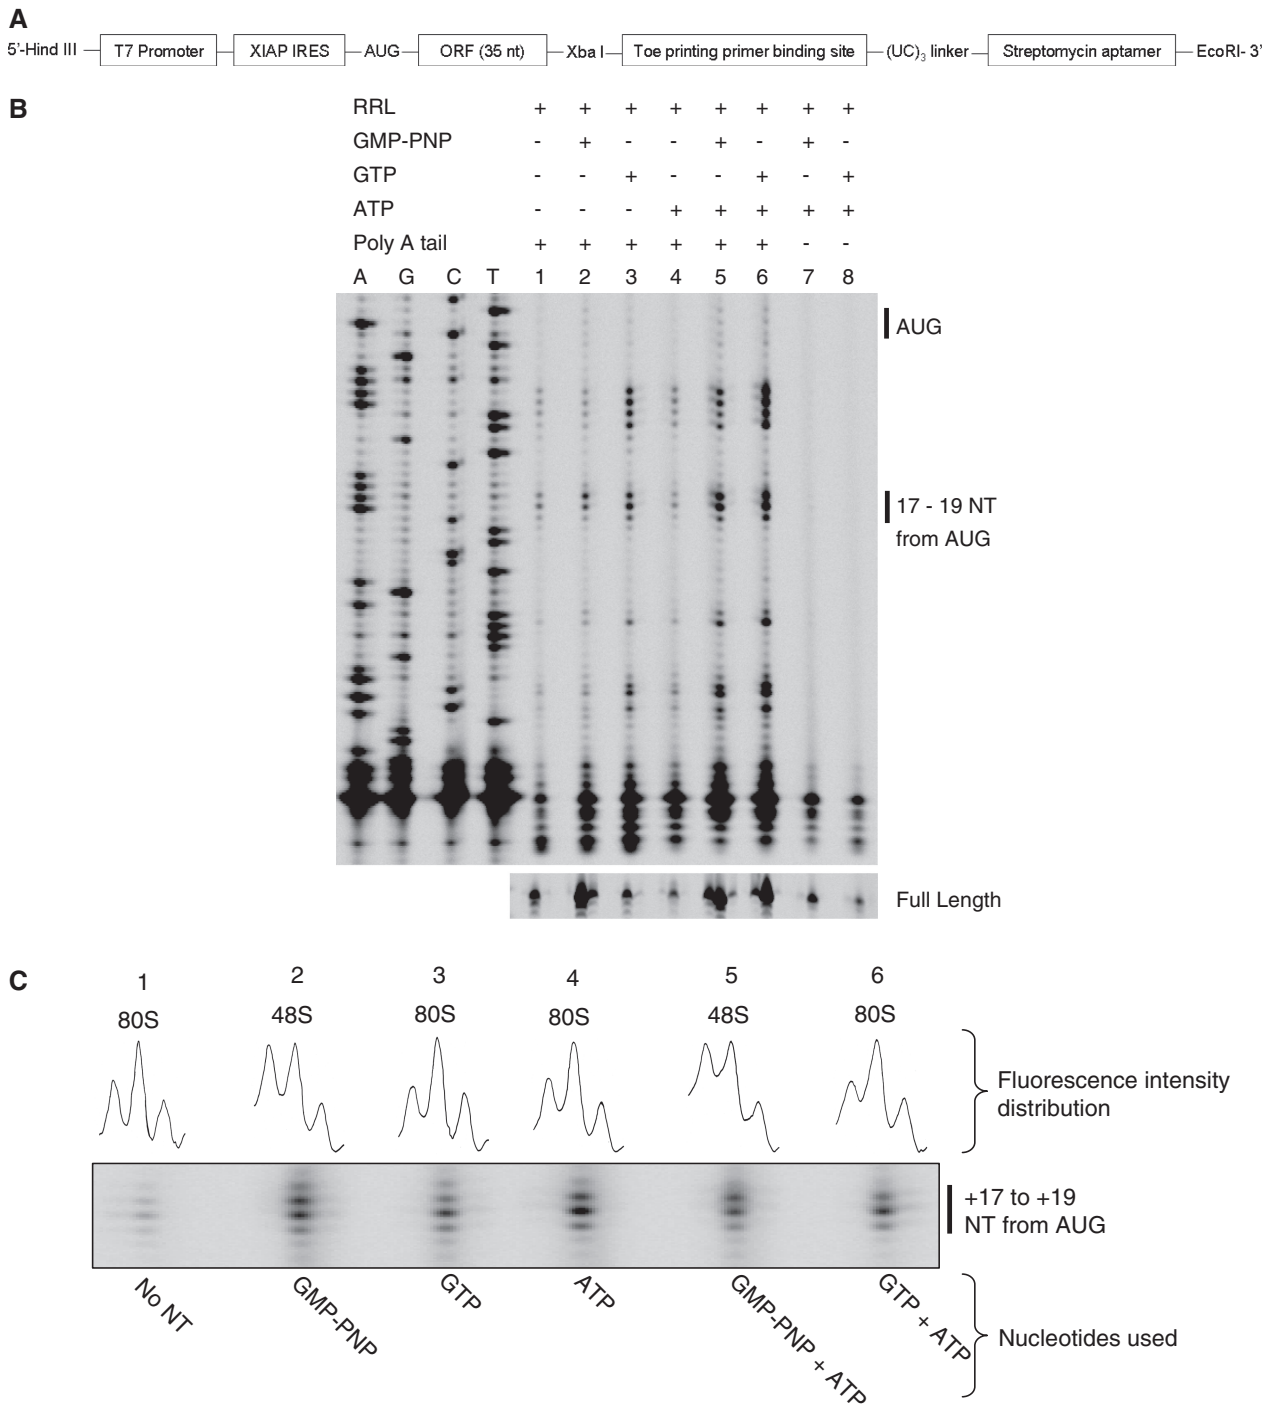 A
5'-Hind III T7 Promoter XIAP IRES AUG ORF (35 nt) Xba I Toe printing primer binding site (UC)3 linker Streptomycin aptamer EcoRI- 3'
B
RRL + + + + + + + +
GMP-PNP - + - - + - + -
GTP - - + - - + - +
ATP - - - + + + + +
Poly A tail + + + + + + - -
A G C T 1 2 3 4 5 6 7 8
AUG
17 - 19 NT
from AUG
Full Length
C
1 2 3 4 5 6
80S 48S 80S 80S 48S 80S
Fluorescence intensity
distribution
+17 to +19
NT from AUG
No NT GMP-PNP GTP ATP GMP-PNP + ATP GTP + ATP
Nucleotides used